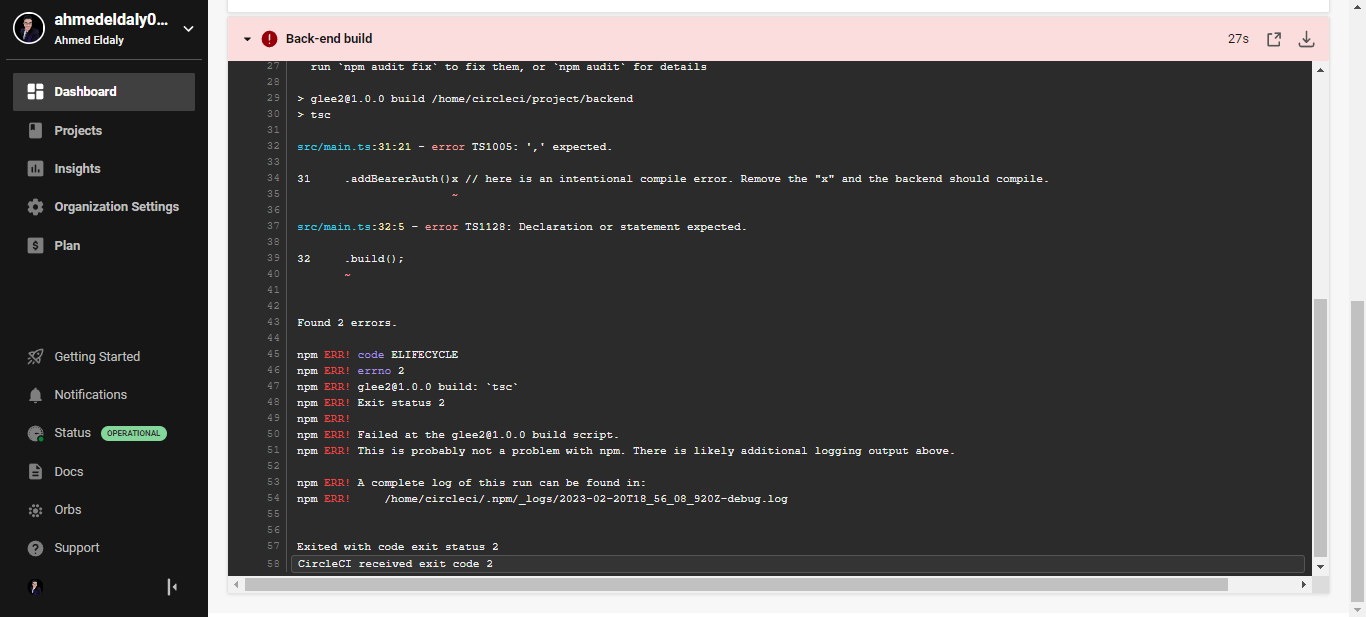 ahmedeldaly0...
Ahmed Eldaly
Dashboard
Projects
Insights
Organization Settings
Plan
Getting Started
Notifications
Status OPERATIONAL
Docs
Orbs
Support
Back-end build 27s
27 run `npm audit fix` to fix them, or `npm audit` for details
28
29 > glee2@1.0.0 build /home/circleci/project/backend
30 > tsc
31
32 src/main.ts:31:21 - error TS1005: ',' expected.
33
34 31     .addBearerAuth()x // here is an intentional compile error. Remove the "x" and the backend should compile.
35 ~
36
37 src/main.ts:32:5 - error TS1128: Declaration or statement expected.
38
39 32     .build();
40 ~
41
42
43 Found 2 errors.
44
45 npm ERR! code ELIFECYCLE
46 npm ERR! errno 2
47 npm ERR! glee2@1.0.0 build: `tsc`
48 npm ERR! Exit status 2
49 npm ERR!
50 npm ERR! Failed at the glee2@1.0.0 build script.
51 npm ERR! This is probably not a problem with npm. There is likely additional logging output above.
52
53 npm ERR! A complete log of this run can be found in:
54 npm ERR!     /home/circleci/.npm/_logs/2023-02-20T18_56_08_920Z-debug.log
55
56
57 Exited with code exit status 2
58 CircleCI received exit code 2